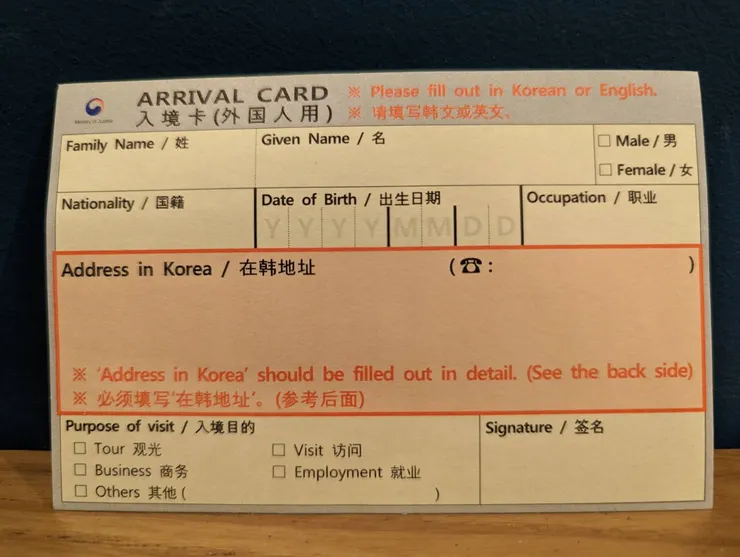 ARRIVAL CARD
入境卡(外国人用)
※ Please fill out in Korean or English.
※ 请填写韩文或英文。
Ministry of Justice
Family Name / 姓
Given Name / 名
□ Male / 男
□ Female / 女
Nationality / 国籍
Date of Birth / 出生日期
Y Y Y Y M M D D
Occupation / 职业
Address in Korea / 在韩地址
(☎ : )
※ 'Address in Korea' should be filled out in detail. (See the back side)
※ 必须填写'在韩地址'。(参考后面)
Purpose of visit / 入境目的
□ Tour 观光
□ Visit 访问
□ Business 商务
□ Employment 就业
□ Others 其他 ( )
Signature / 签名